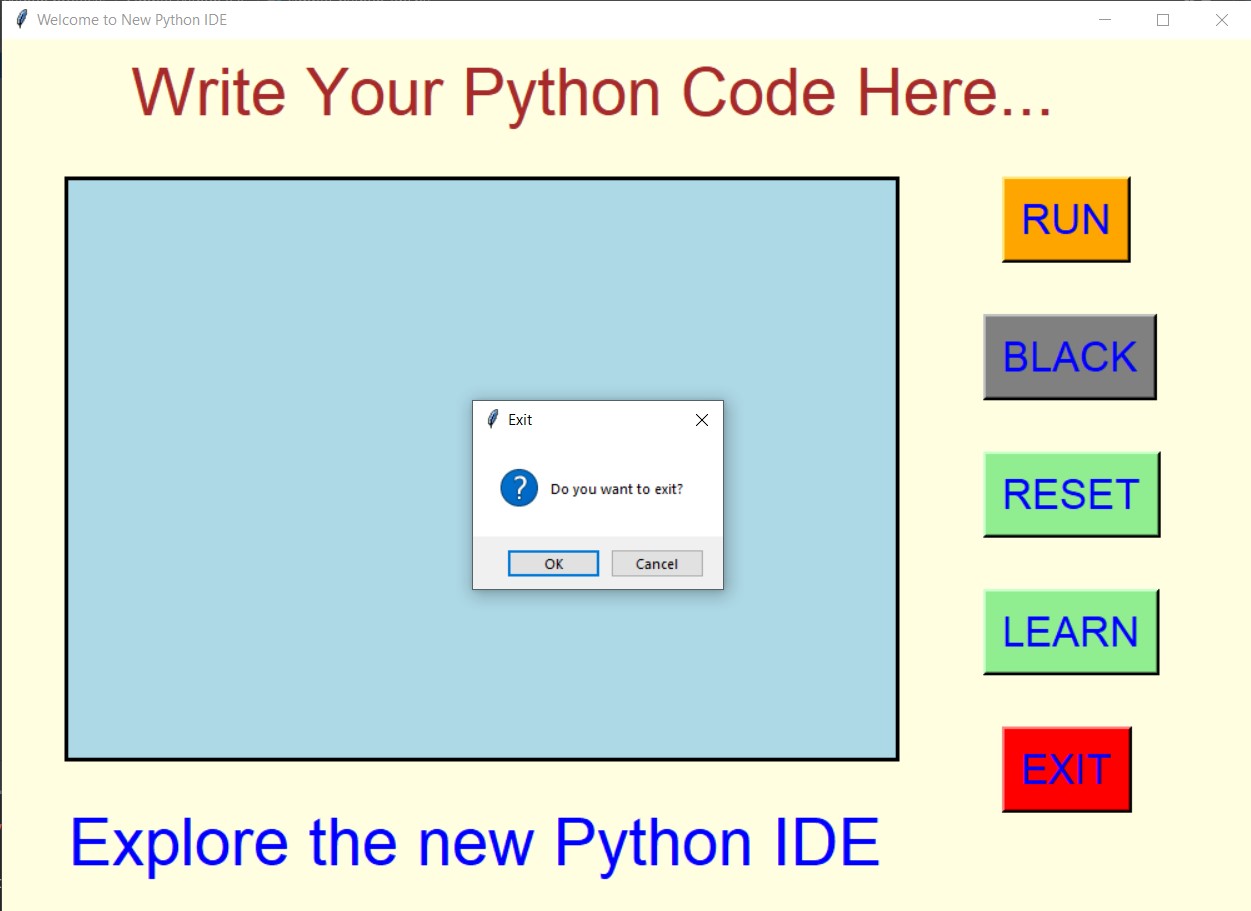 Welcome to New Python IDE
Write Your Python Code Here...
RUN
BLACK
Exit
Do you want to exit?
OK Cancel
RESET
LEARN
EXIT
Explore the new Python IDE